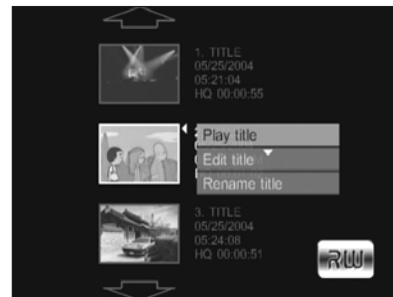 1. TITLE
05/25/2004
05:21:04
HQ 00:00:55
Play title
Edit title
Rename title
3. TITLE
05/25/2004
05:24:08
HQ 00:00:51
RW